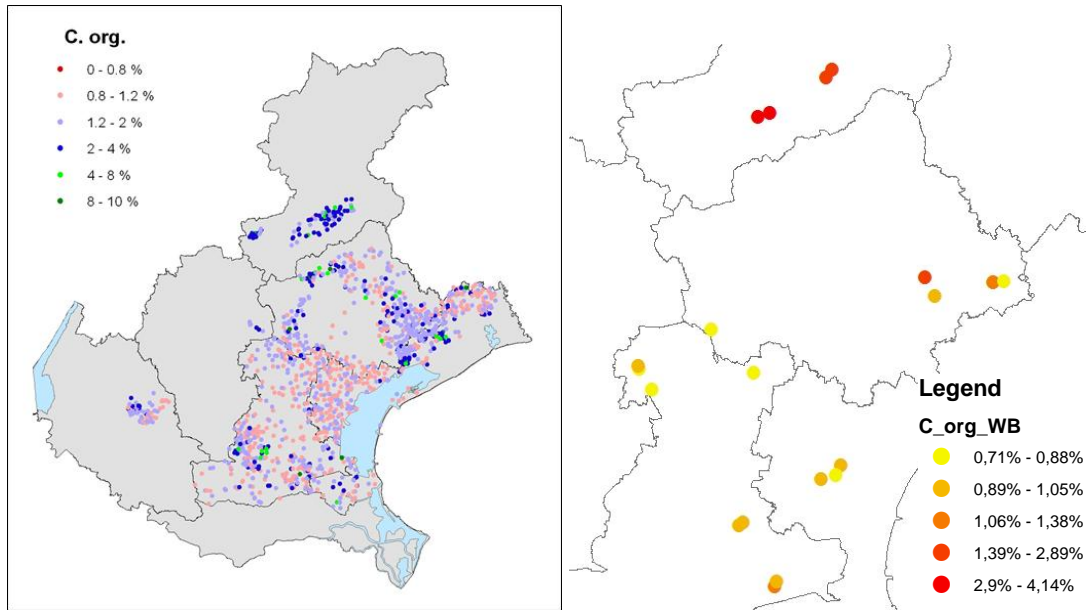 C. org.
0 - 0.8 %
0.8 - 1.2 %
1.2 - 2 %
2 - 4 %
4 - 8 %
8 - 10 %
Legend
C_org_WB
0,71% - 0,88%
0,89% - 1,05%
1,06% - 1,38%
1,39% - 2,89%
2,9% - 4,14%